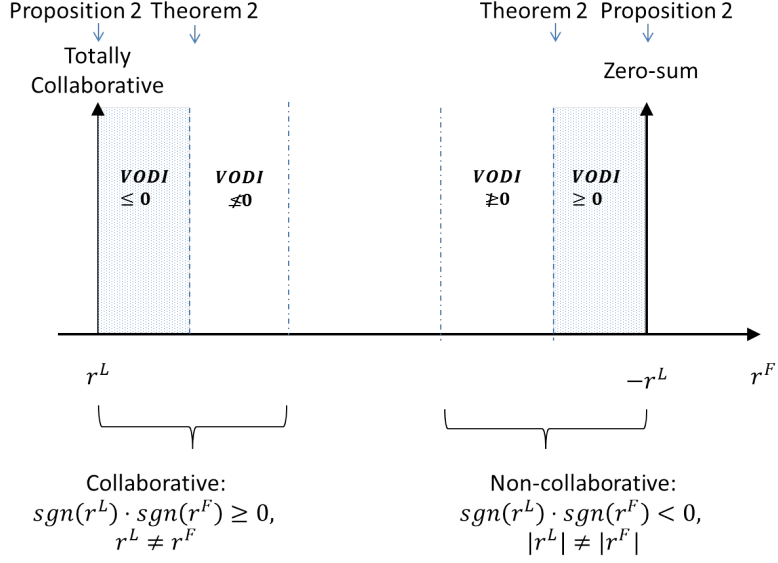 Proposition 2 Theorem 2 Theorem 2 Proposition 2
Totally
Collaborative
Zero-sum
VODI
≤ 0
VODI
≰0
VODI
≱0
VODI
≥ 0
r^L
−r^L
r^F
Collaborative:
sgn(r^L) · sgn(r^F) ≥ 0,
r^L ≠ r^F
Non-collaborative:
sgn(r^L) · sgn(r^F) < 0,
|r^L| ≠ |r^F|